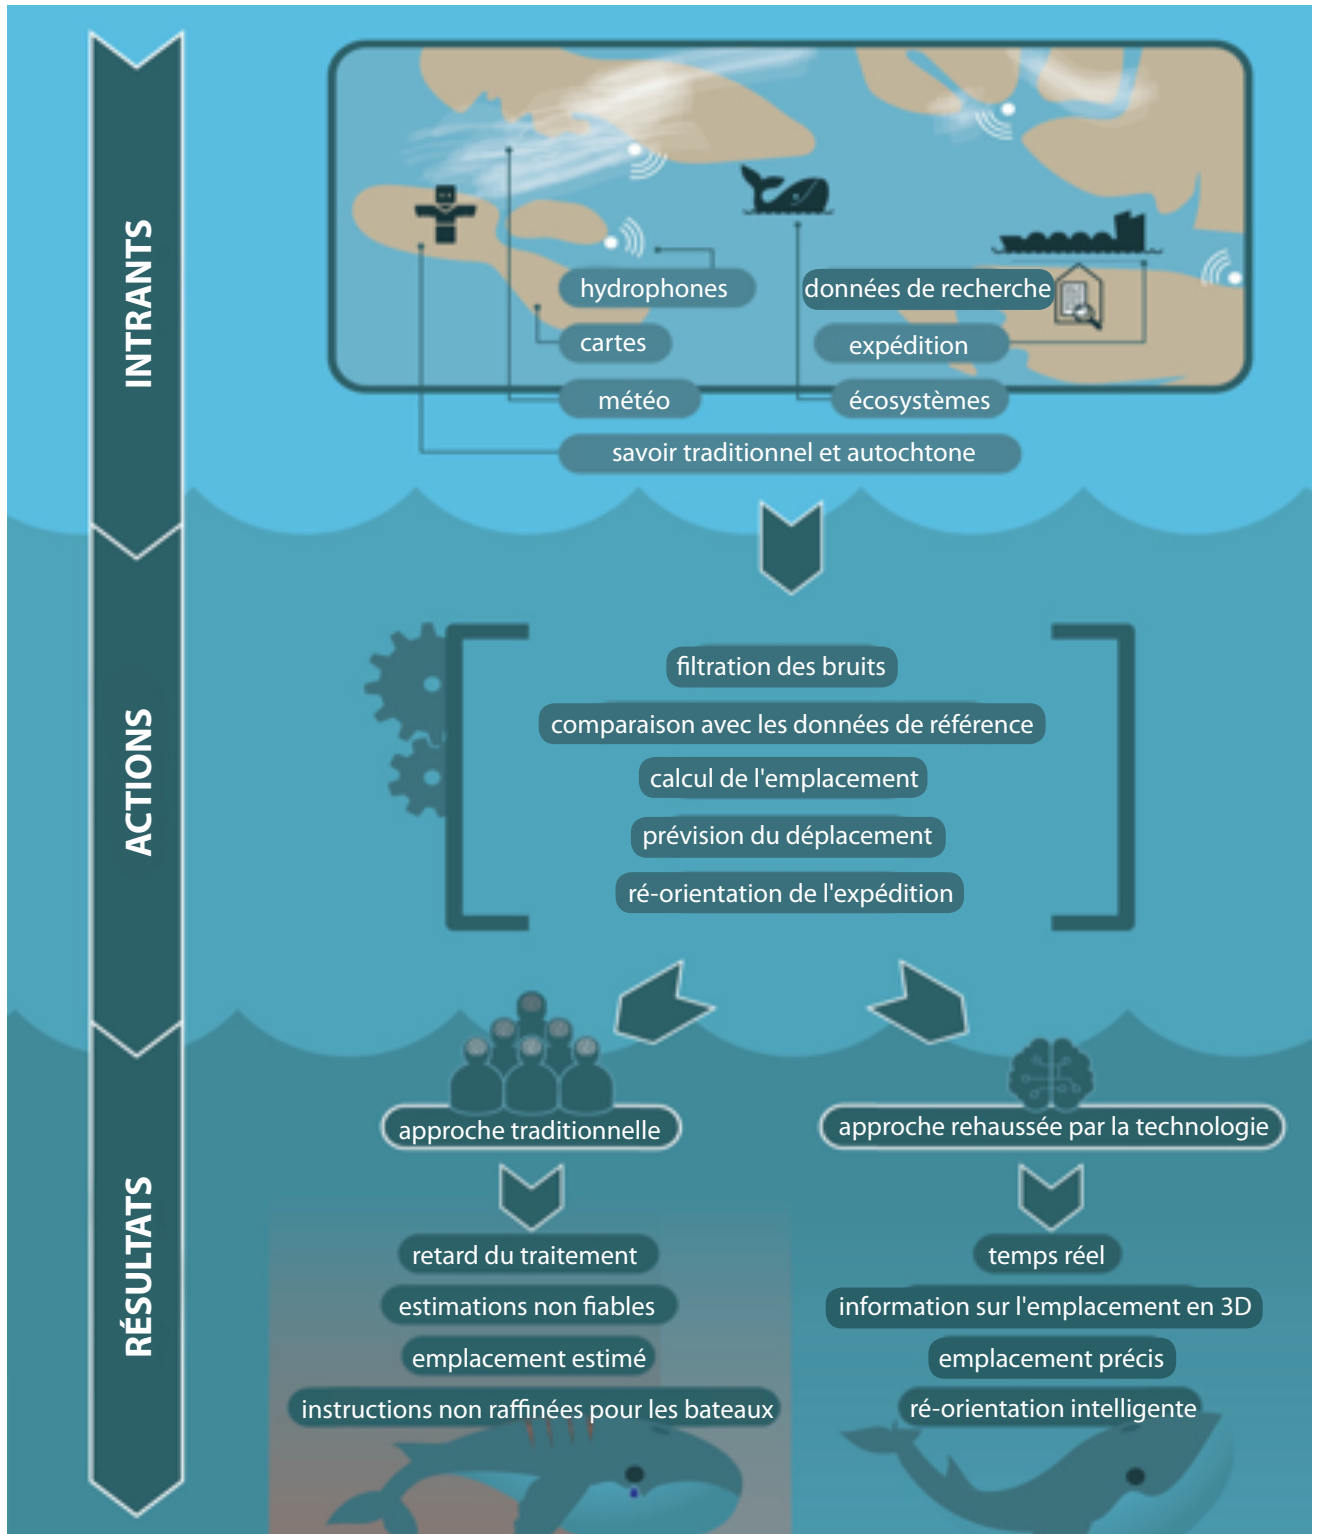 INTRANTS
hydrophones
données de recherche
cartes
expédition
météo
écosystèmes
savoir traditionnel et autochtone
ACTIONS
filtration des bruits
comparaison avec les données de référence
calcul de l'emplacement
prévision du déplacement
ré-orientation de l'expédition
RÉSULTATS
approche traditionnelle
retard du traitement
estimations non fiables
emplacement estimé
instructions non raffinées pour les bateaux
approche rehaussée par la technologie
temps réel
information sur l'emplacement en 3D
emplacement précis
ré-orientation intelligente